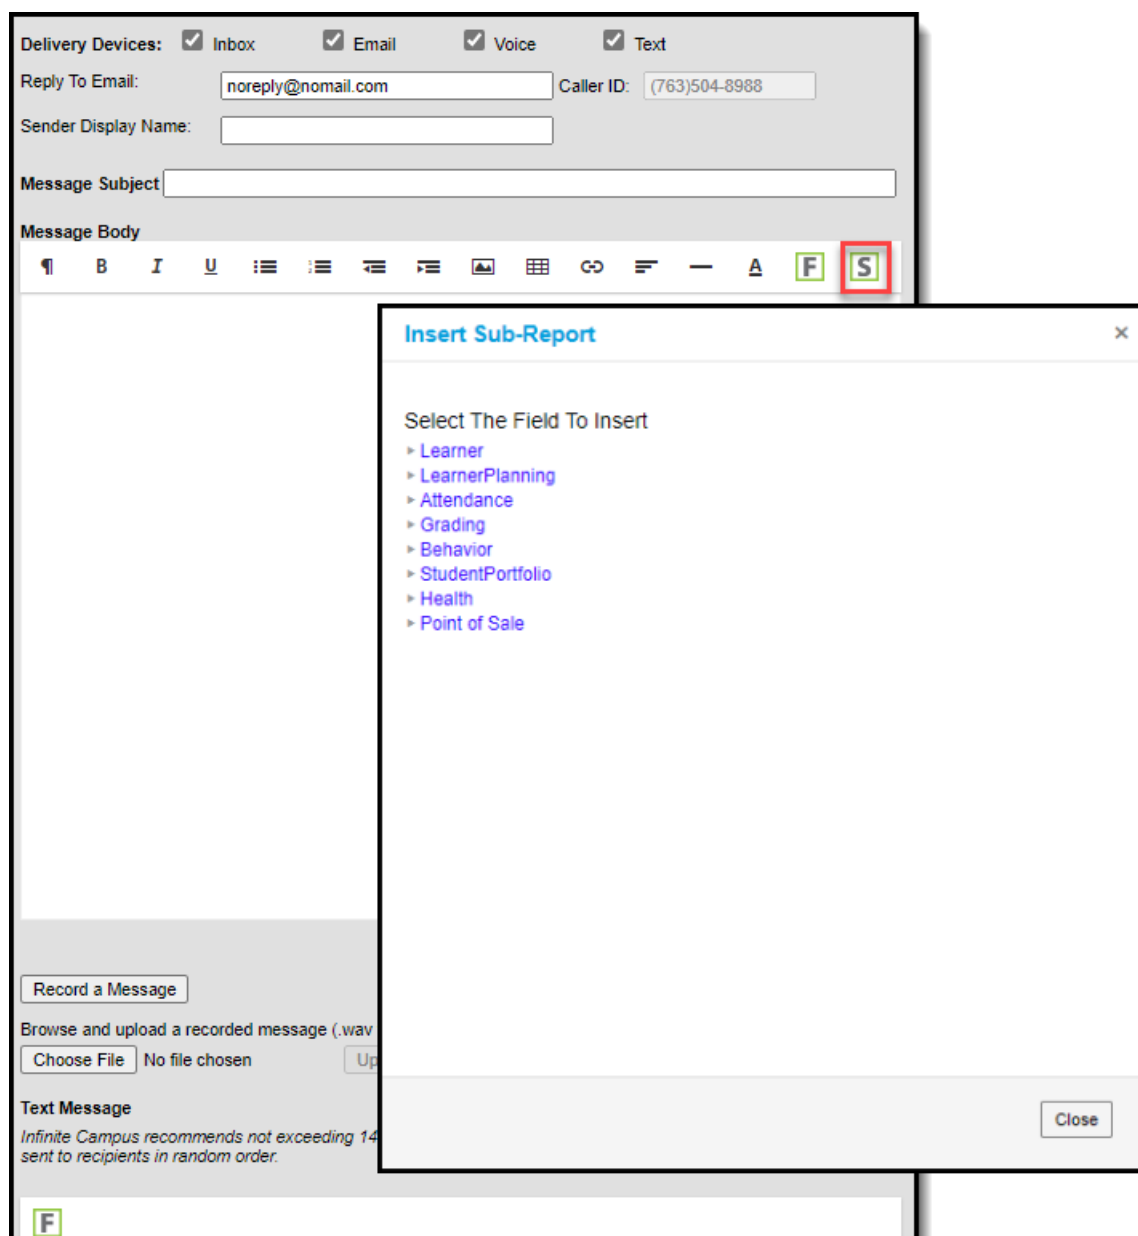 Delivery Devices: Inbox Email Voice Text
Reply To Email: noreply@nomail.com Caller ID: (763)504-8988
Sender Display Name:
Message Subject
Message Body
¶ B I U A F S
Insert Sub-Report ×
Select The Field To Insert
Learner
LearnerPlanning
Attendance
Grading
Behavior
StudentPortfolio
Health
Point of Sale
Close
Record a Message
Browse and upload a recorded message (.wav
Choose File No file chosen Up
Text Message
Infinite Campus recommends not exceeding 14
sent to recipients in random order.
F